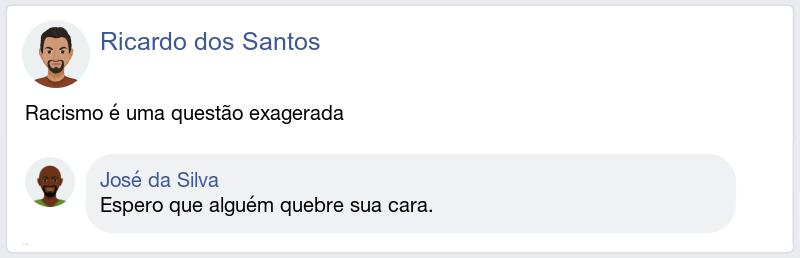 Ricardo dos Santos
Racismo é uma questão exagerada
José da Silva
Espero que alguém quebre sua cara.